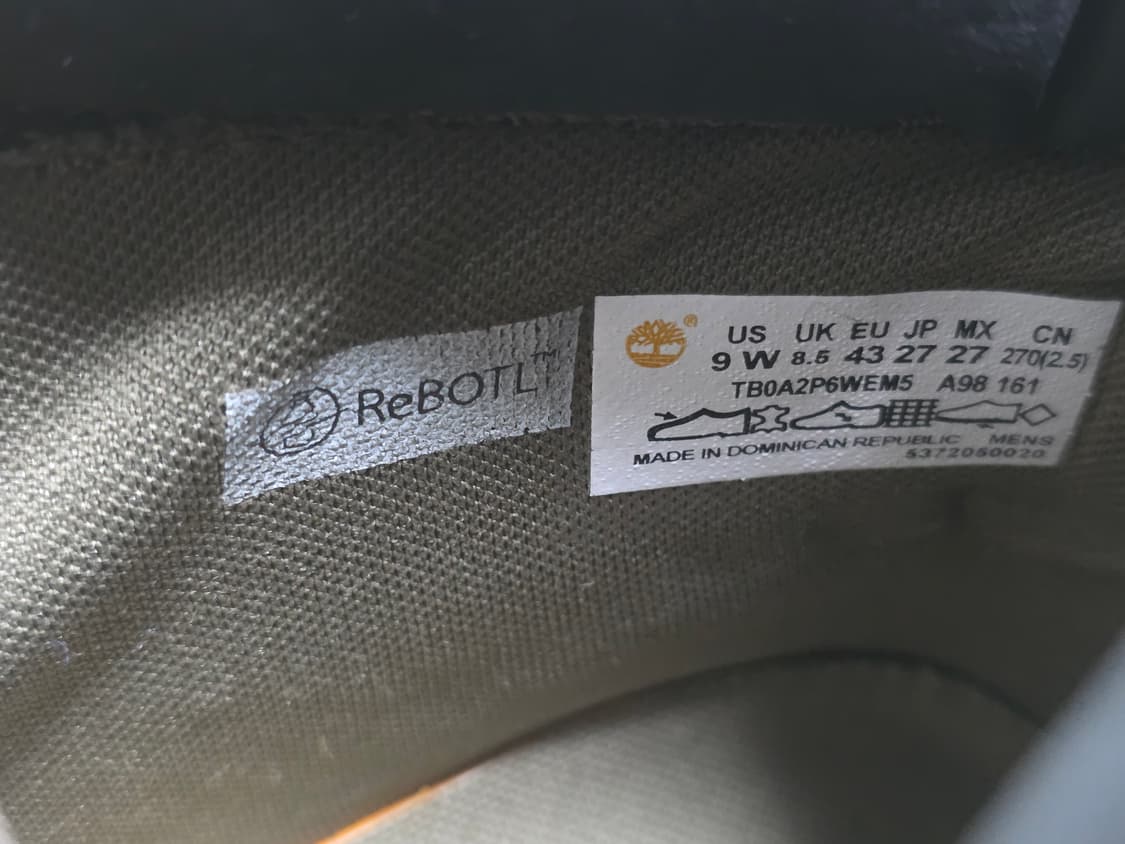 ReBOTL™
®
US UK EU JP MX CN
9 W 8.5 43 27 27 270(2.5)
TB0A2P6WEM5 A98 161
MADE IN DOMINICAN REPUBLIC MENS
5372050020